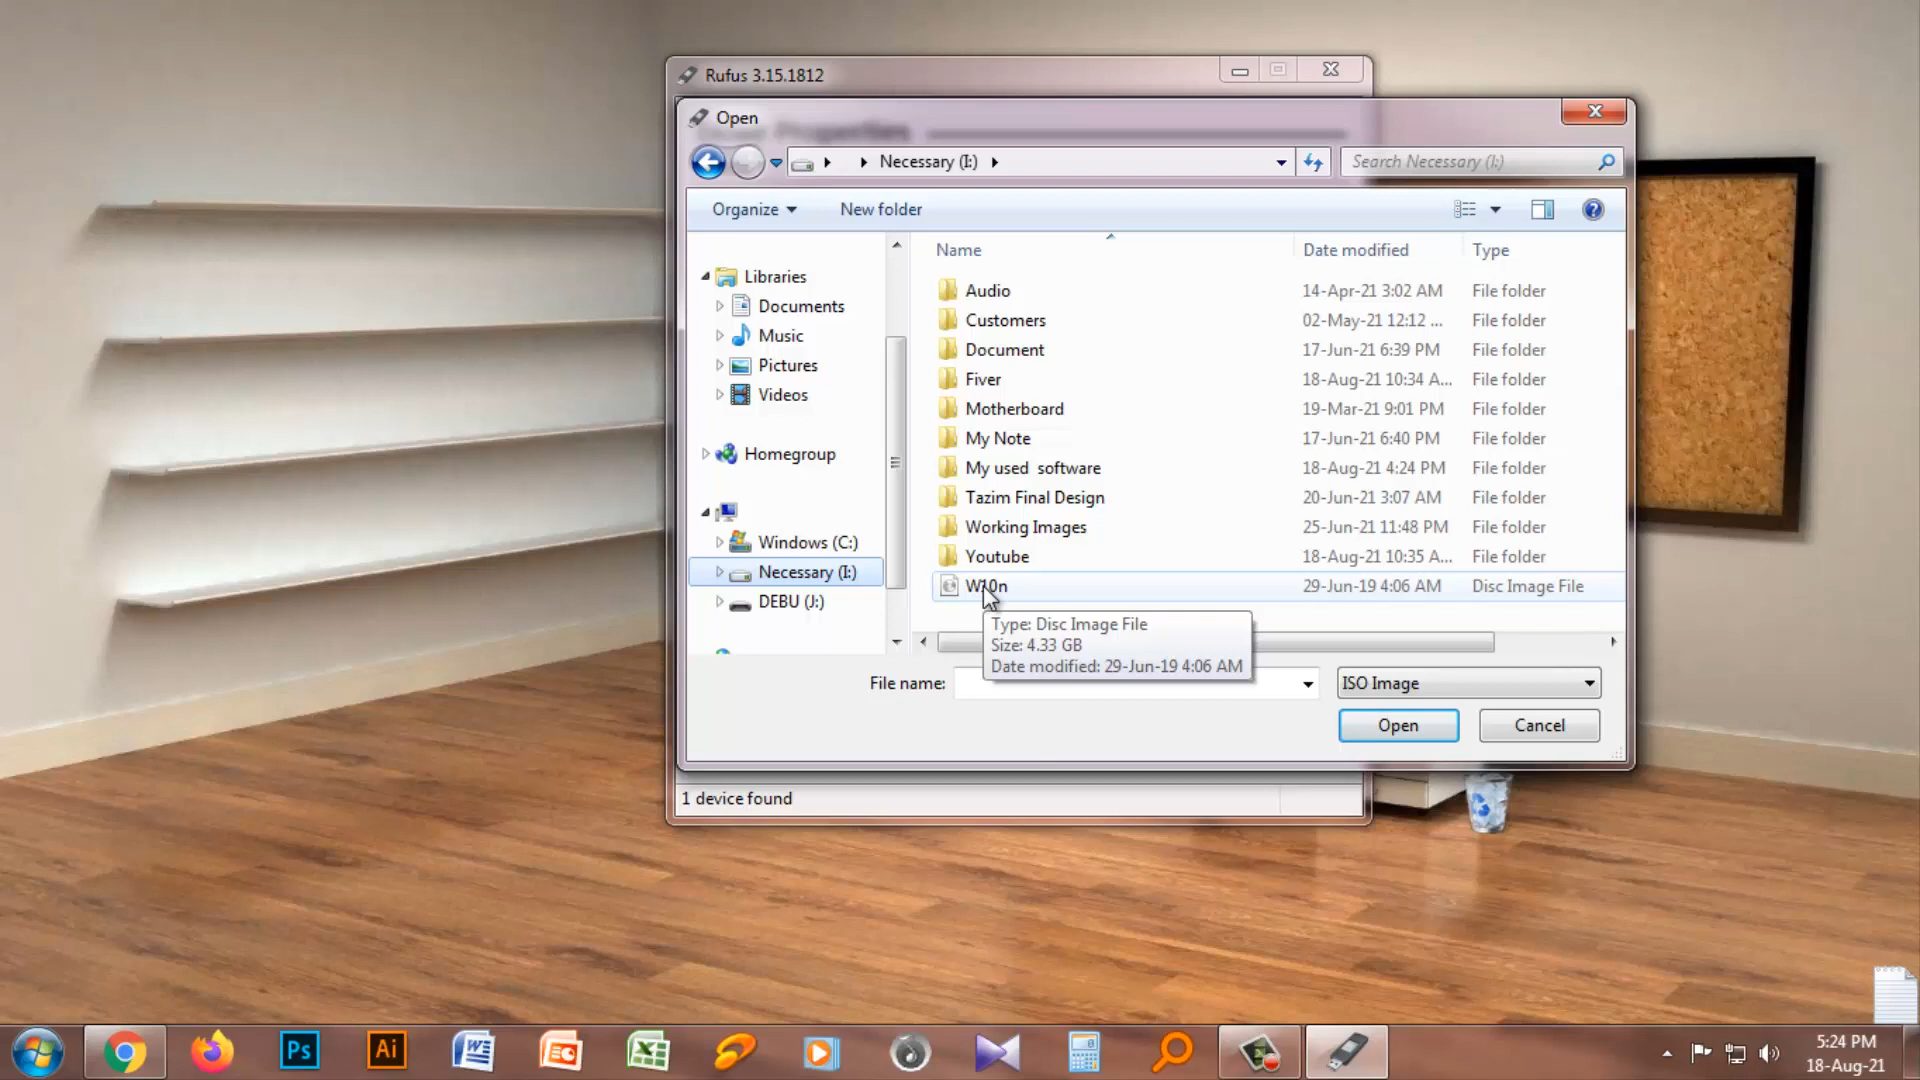 Rufus 3.15.1812
Open
Necessary (I:)
Search Necessary (I:)
Organize
New folder
Name
Date modified
Type
Libraries
Documents
Music
Pictures
Videos
Homegroup
Windows (C:)
Necessary (I:)
DEBU (J:)
Audio 14-Apr-21 3:02 AM File folder
Customers 02-May-21 12:12 ... File folder
Document 17-Jun-21 6:39 PM File folder
Fiver 18-Aug-21 10:34 A... File folder
Motherboard 19-Mar-21 9:01 PM File folder
My Note 17-Jun-21 6:40 PM File folder
My used software 18-Aug-21 4:24 PM File folder
Tazim Final Design 20-Jun-21 3:07 AM File folder
Working Images 25-Jun-21 11:48 PM File folder
Youtube 18-Aug-21 10:35 A... File folder
W10n 29-Jun-19 4:06 AM Disc Image File
Type: Disc Image File
Size: 4.33 GB
Date modified: 29-Jun-19 4:06 AM
File name:
ISO Image
Open
Cancel
1 device found
Ps
Ai
5:24 PM
18-Aug-21